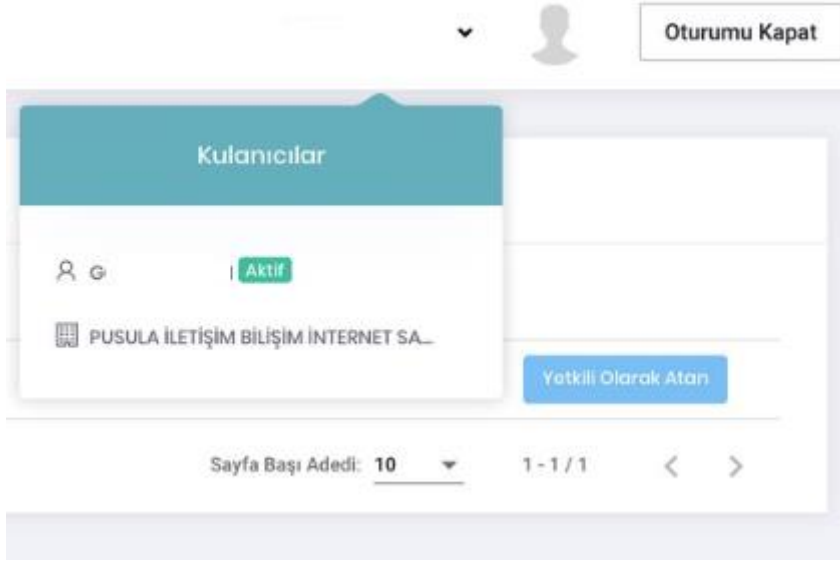 Oturumu Kapat
Kulanıcılar
G Aktif
PUSULA İLETİŞİM BİLİŞİM İNTERNET SA...
Yetkili Olarak Atan
Sayfa Başı Adedi: 10 1 - 1 / 1